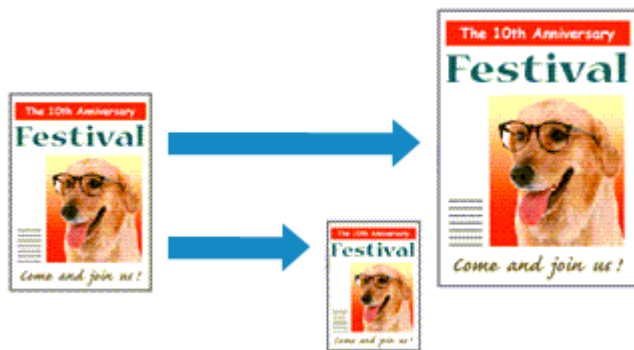 The 10th Anniversary
Festival
Come and join us!
The 10th Anniversary
Festival
Come and join us!
The 10th Anniversary
Festival
Come and join us!